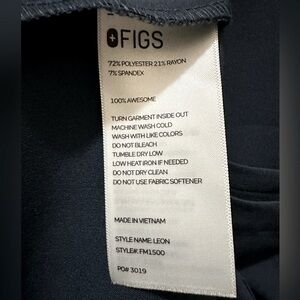 FIGS
72% POLYESTER 21% RAYON
7% SPANDEX
100% AWESOME
TURN GARMENT INSIDE OUT
MACHINE WASH COLD
WASH WITH LIKE COLORS
DO NOT BLEACH
TUMBLE DRY LOW
LOW HEAT IRON IF NEEDED
DO NOT DRY CLEAN
DO NOT USE FABRIC SOFTENER
MADE IN VIETNAM
STYLE NAME: LEON
STYLE#: FM1500
PO# 3019